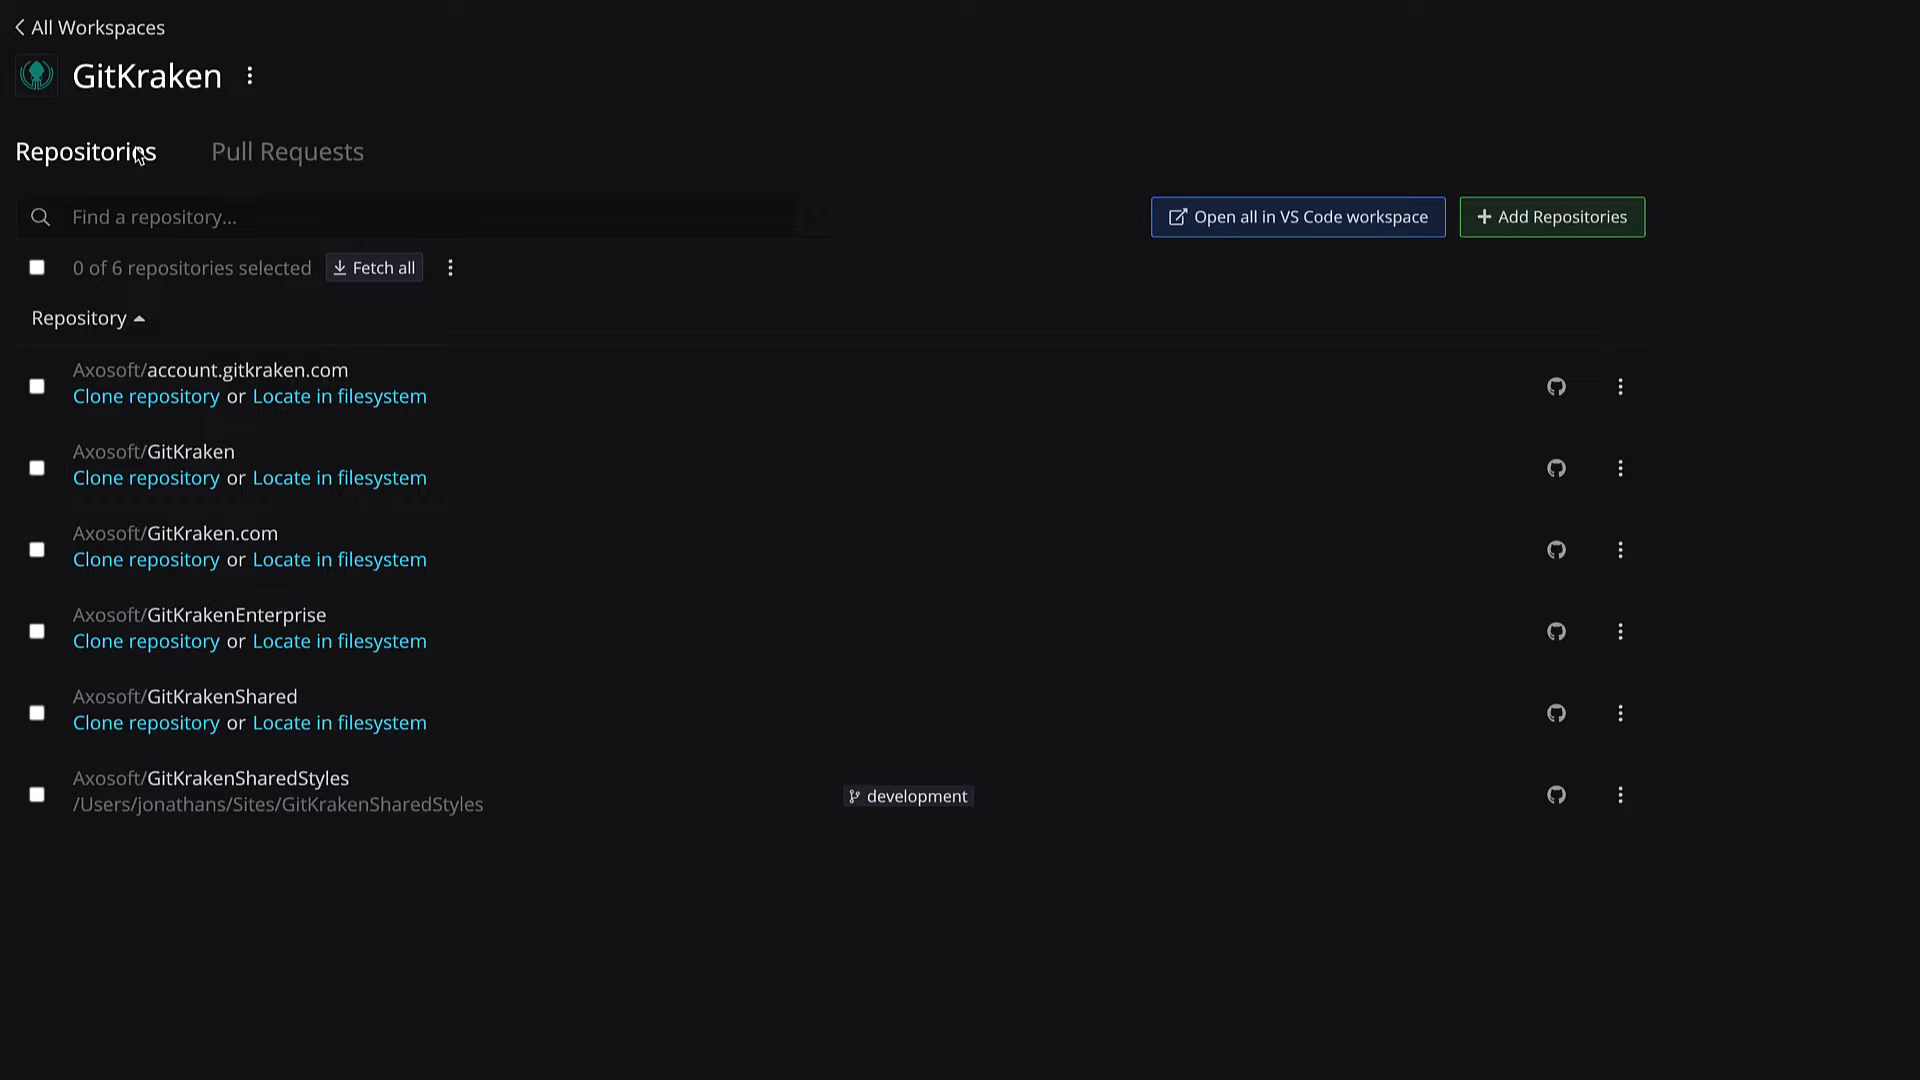 All Workspaces
GitKraken
Repositories Pull Requests
Find a repository...
Open all in VS Code workspace
+ Add Repositories
0 of 6 repositories selected Fetch all
Repository
Axosoft/account.gitkraken.com
Clone repository or Locate in filesystem
Axosoft/GitKraken
Clone repository or Locate in filesystem
Axosoft/GitKraken.com
Clone repository or Locate in filesystem
Axosoft/GitKrakenEnterprise
Clone repository or Locate in filesystem
Axosoft/GitKrakenShared
Clone repository or Locate in filesystem
Axosoft/GitKrakenSharedStyles
/Users/jonathans/Sites/GitKrakenSharedStyles
development